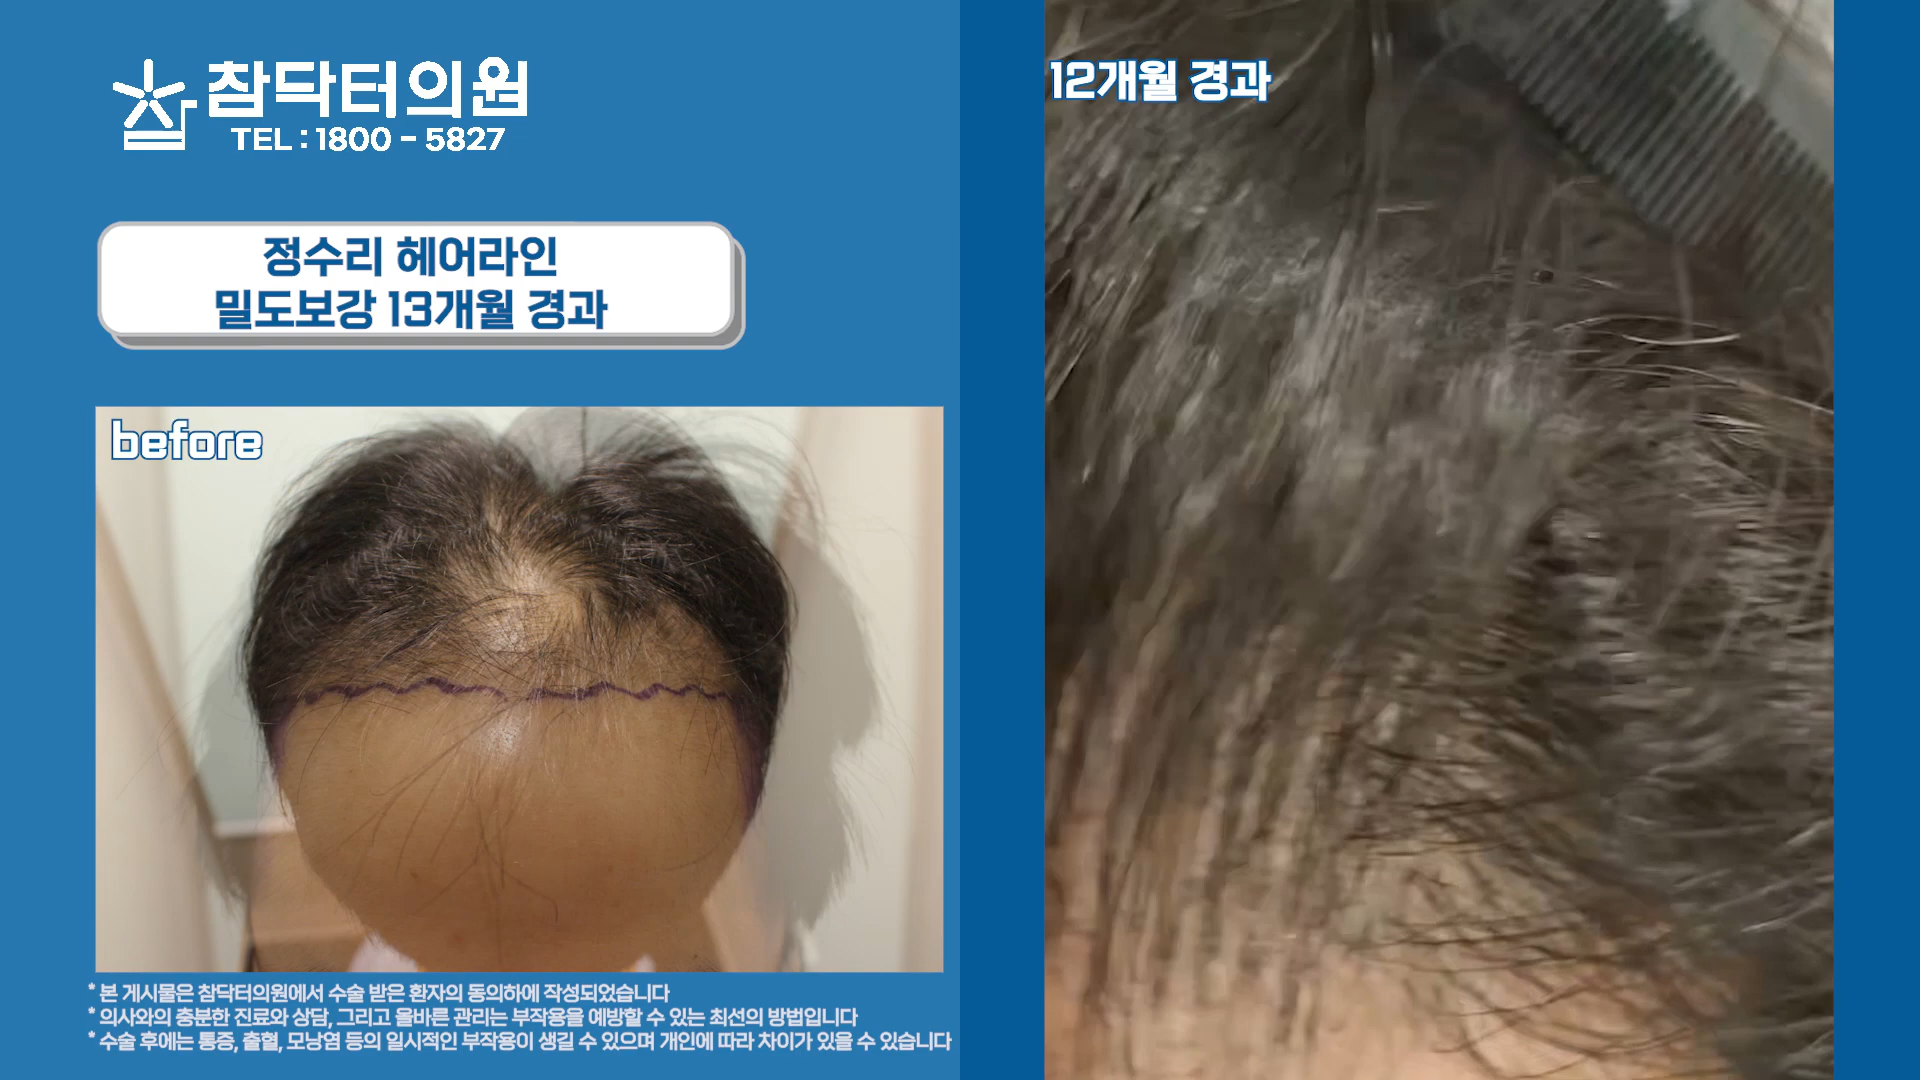 참닥터의원
TEL : 1800 - 5827
정수리 헤어라인
밀도보강 13개월 경과
before
* 본 게시물은 참닥터의원에서 수술 받은 환자의 동의하에 작성되었습니다
* 의사와의 충분한 진료와 상담, 그리고 올바른 관리는 부작용을 예방할 수 있는 최선의 방법입니다
* 수술 후에는 통증, 출혈, 모낭염 등의 일시적인 부작용이 생길 수 있으며 개인에 따라 차이가 있을 수 있습니다
12개월 경과